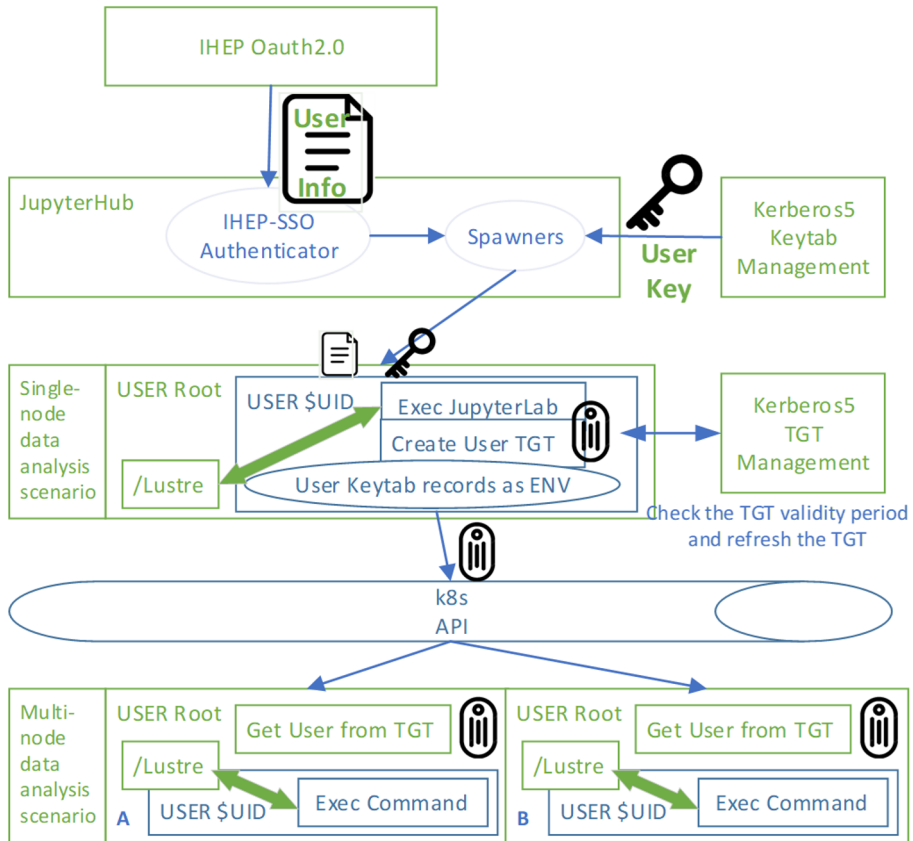 IHEP Oauth2.0
User
Info
JupyterHub
IHEP-SSO
Authenticator
Spawners
User
Key
Kerberos5
Keytab
Management
Single-
node
data
analysis
scenario
USER Root
USER $UID
Exec JupyterLab
Create User TGT
/Lustre
User Keytab records as ENV
Kerberos5
TGT
Management
Check the TGT validity period
and refresh the TGT
k8s
API
Multi-
node
data
analysis
scenario
USER Root
Get User from TGT
/Lustre
Exec Command
USER $UID
A
USER Root
Get User from TGT
/Lustre
Exec Command
USER $UID
B